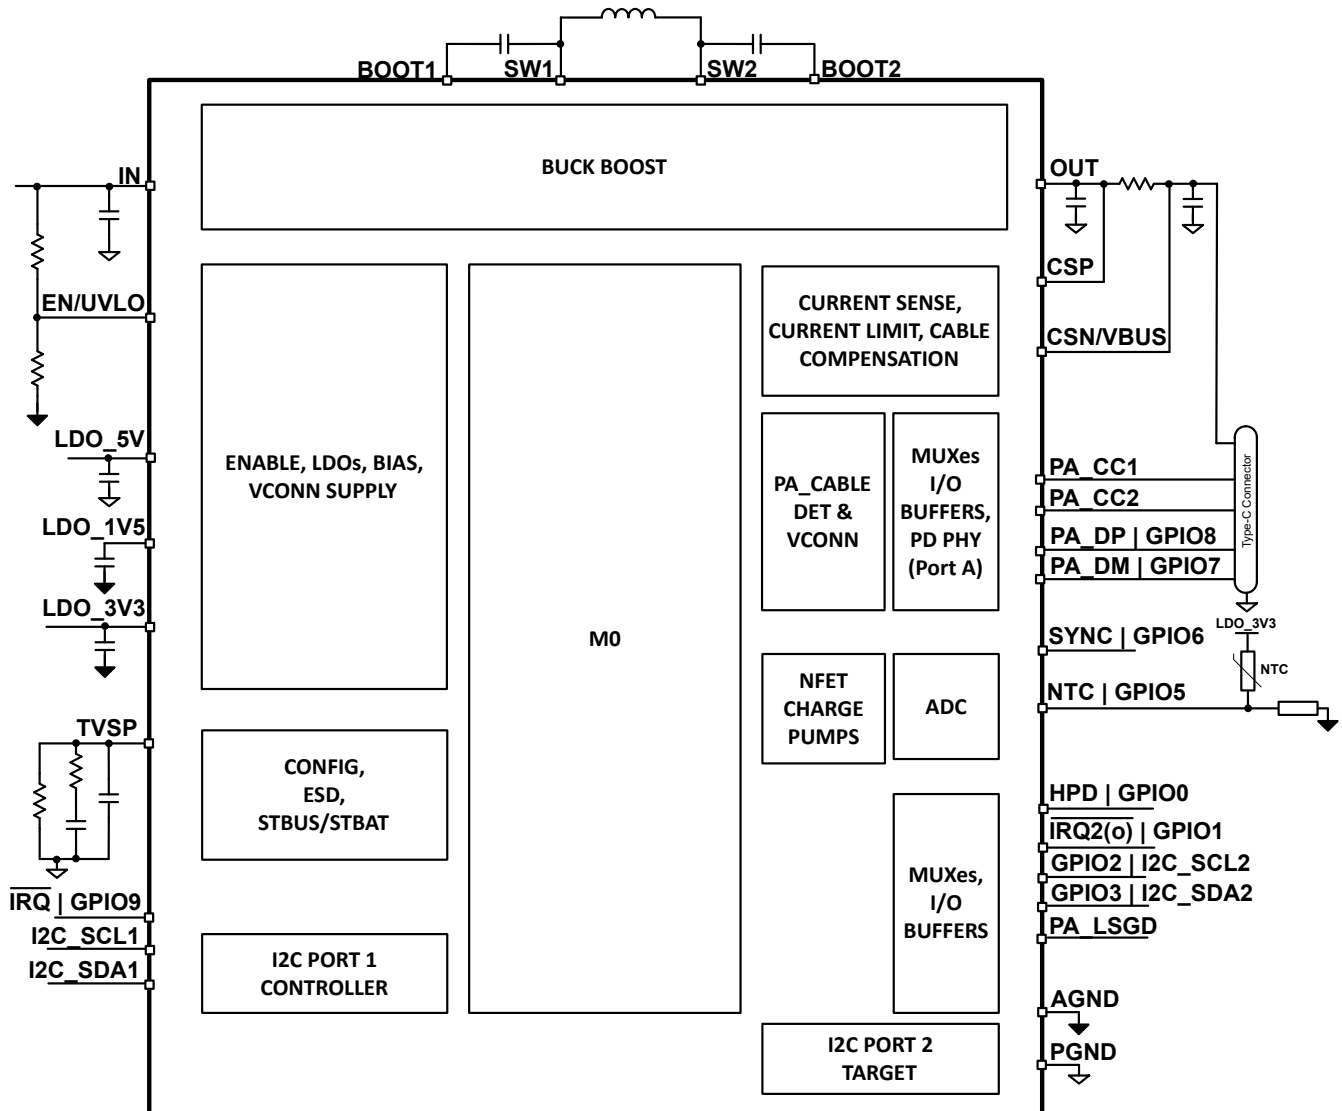 BOOT1
SW1
SW2
BOOT2
BUCK BOOST
IN
EN/UVLO
LDO_5V
LDO_1V5
LDO_3V3
TVSP
IRQ | GPIO9
I2C_SCL1
I2C_SDA1
ENABLE, LDOs, BIAS,
VCONN SUPPLY
CONFIG,
ESD,
STBUS/STBAT
I2C PORT 1
CONTROLLER
M0
CURRENT SENSE,
CURRENT LIMIT, CABLE
COMPENSATION
PA_CABLE
DET &
VCONN
MUXes
I/O
BUFFERS,
PD PHY
(Port A)
NFET
CHARGE
PUMPS
ADC
MUXes,
I/O
BUFFERS
I2C PORT 2
TARGET
OUT
CSP
CSN/VBUS
PA_CC1
PA_CC2
PA_DP | GPIO8
PA_DM | GPIO7
Type-C Connector
SYNC | GPIO6
LDO_3V3
NTC
NTC | GPIO5
HPD | GPIO0
IRQ2(o) | GPIO1
GPIO2 | I2C_SCL2
GPIO3 | I2C_SDA2
PA_LSGD
AGND
PGND